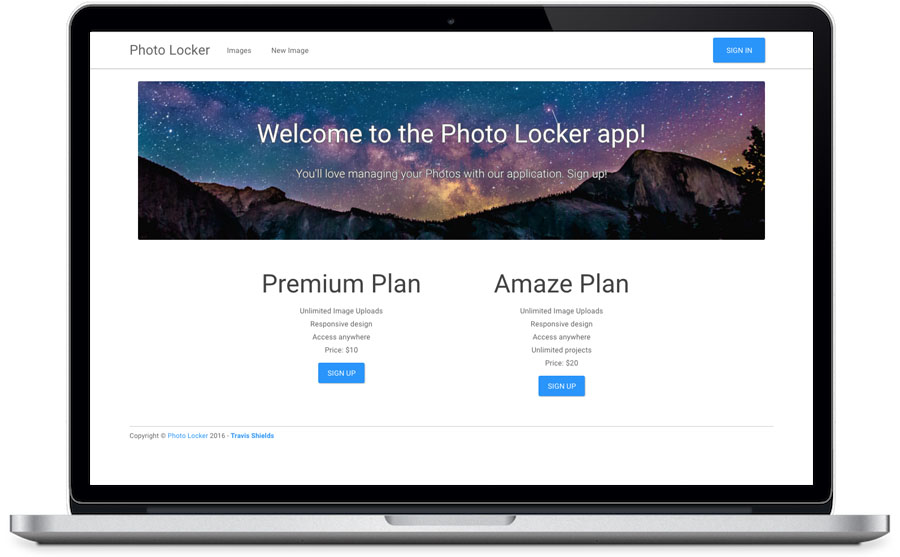 Photo Locker Images New Image SIGN IN
Welcome to the Photo Locker app!
You'll love managing your Photos with our application. Sign up!
Premium Plan
Unlimited Image Uploads
Responsive design
Access anywhere
Price: $10
SIGN UP
Amaze Plan
Unlimited Image Uploads
Responsive design
Access anywhere
Unlimited projects
Price: $20
SIGN UP
Copyright © Photo Locker 2016 - Travis Shields